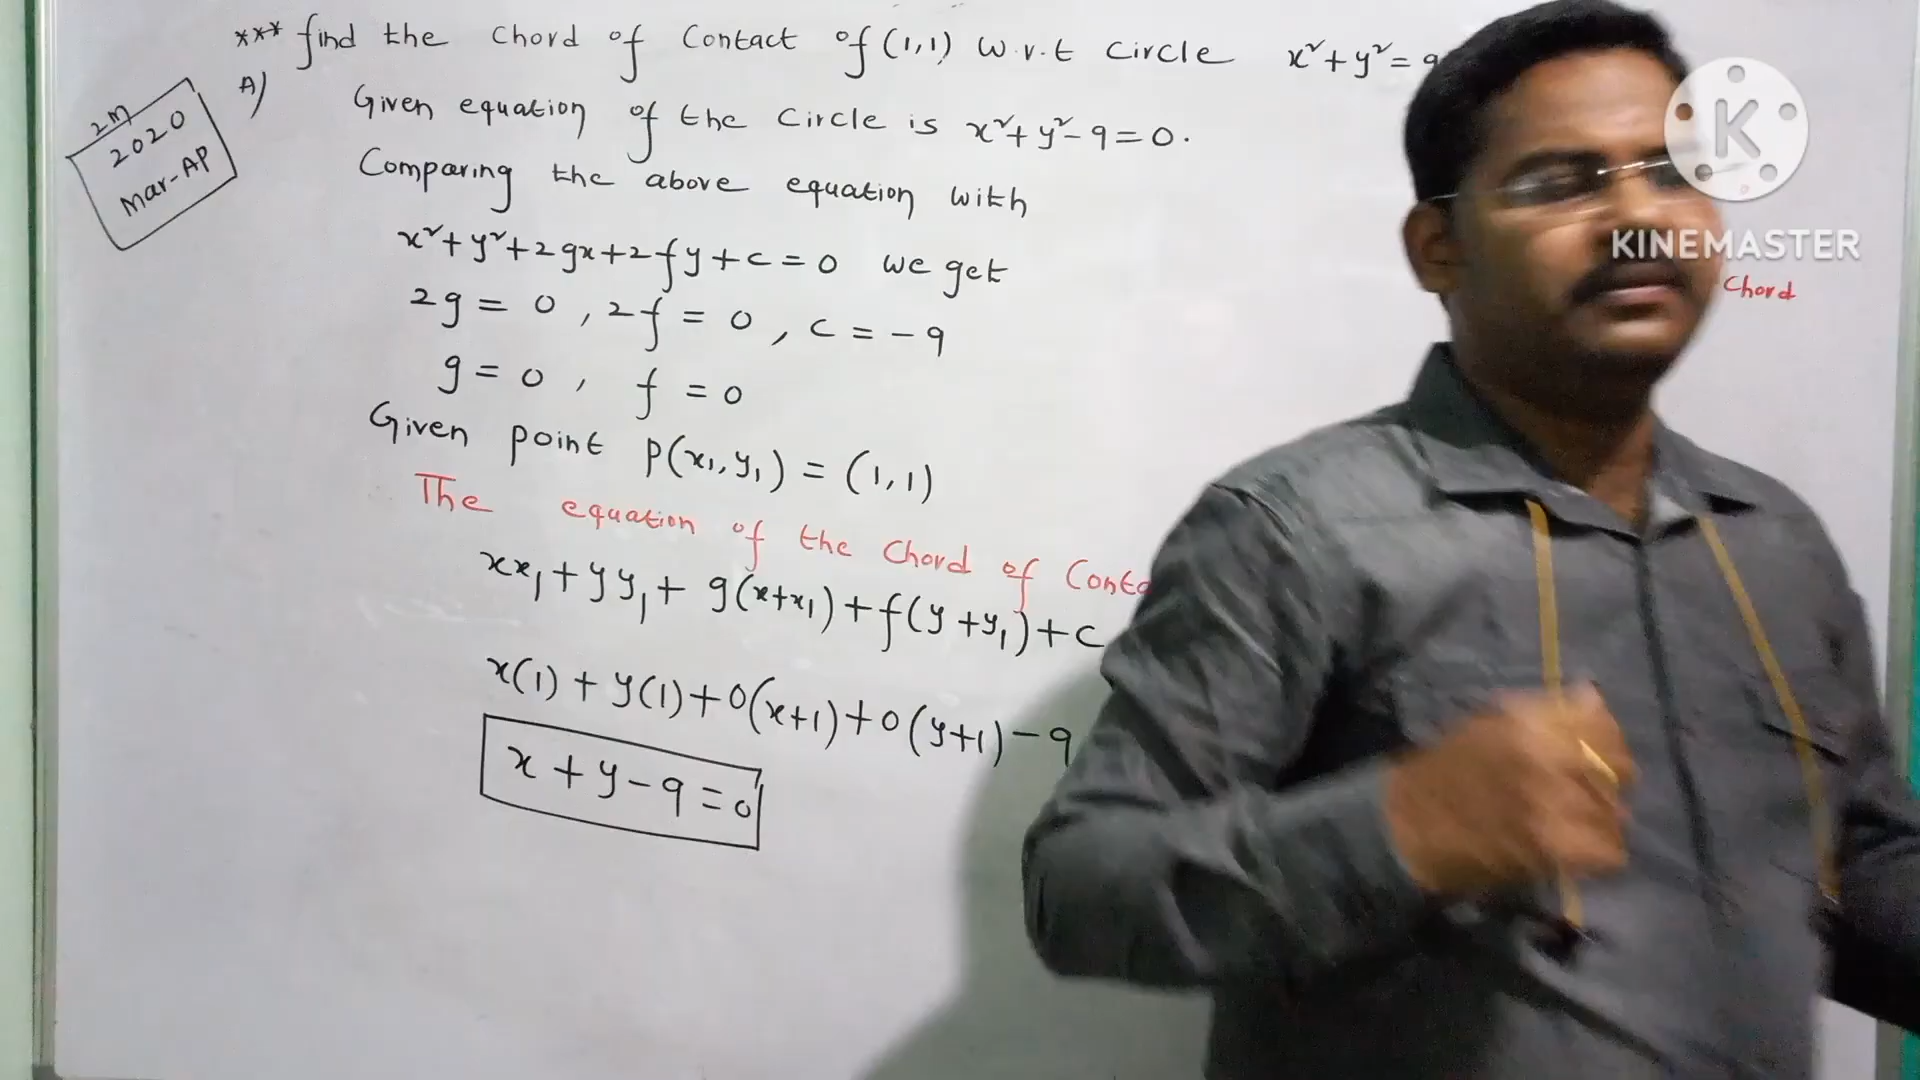 *** find the chord of contact of (1,1) w.r.t circle x²+y²=9
A)
2m
2020
Mar-AP
Given equation of the circle is x²+y²-9=0.
Comparing the above equation with
x²+y²+2gx+2fy+c=0 we get
2g=0, 2f=0, c=-9
g=0, f=0
Given point P(x₁,y₁)=(1,1)
The equation of the chord of
xx₁+yy₁+g(x+x₁)+f(y+y₁)+c
x(1)+y(1)+0(x+1)+0(y+1)-9
x+y-9=0
K
KINEMASTER
chord